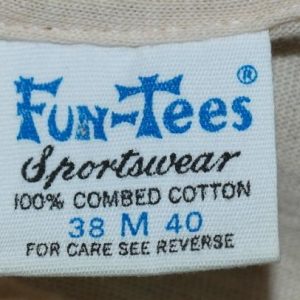 FUN-Tees®
Sportswear
100% COMBED COTTON
38 M 40
FOR CARE SEE REVERSE